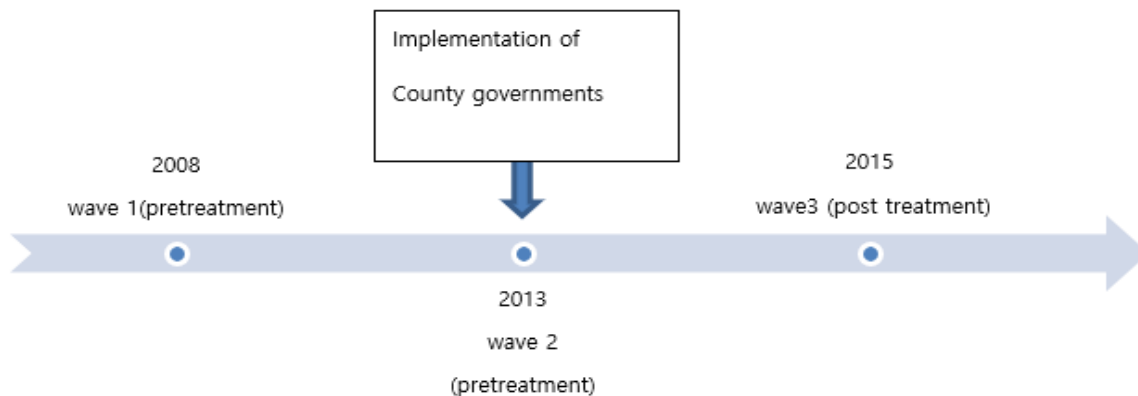 Implementation of
County governments
2008
wave 1(pretreatment)
2015
wave3 (post treatment)
2013
wave 2
(pretreatment)